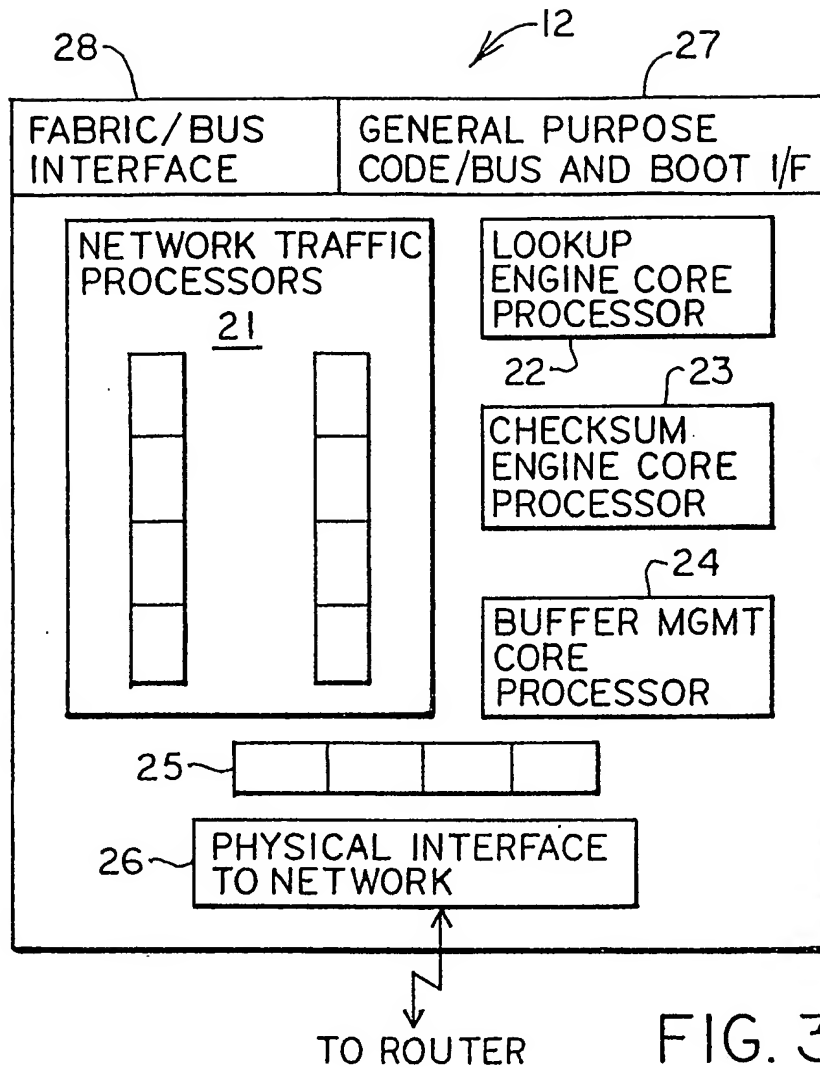 12
28
27
FABRIC/BUS
INTERFACE
GENERAL PURPOSE
CODE/BUS AND BOOT I/F
NETWORK TRAFFIC
PROCESSORS
21
LOOKUP
ENGINE CORE
PROCESSOR
22
23
CHECKSUM
ENGINE CORE
PROCESSOR
24
BUFFER MGMT
CORE
PROCESSOR
25
26
PHYSICAL INTERFACE
TO NETWORK
TO ROUTER
FIG. 3